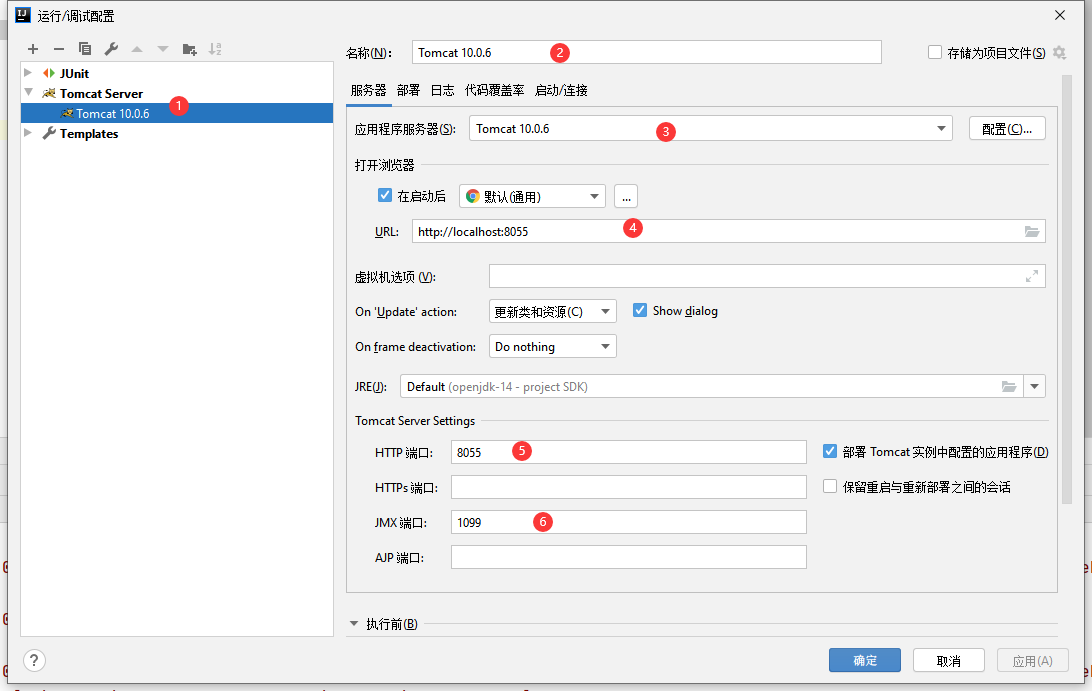 运行/调试配置
JUnit
Tomcat Server
Tomcat 10.0.6 1
Templates
名称(N): Tomcat 10.0.6 2 存储为项目文件(S)
服务器 部署 日志 代码覆盖率 启动/连接
应用程序服务器(S): Tomcat 10.0.6 3 配置(C)...
打开浏览器
在启动后 默认(通用) ...
URL: http://localhost:8055 4
虚拟机选项 (V):
On 'Update' action: 更新类和资源(C) Show dialog
On frame deactivation: Do nothing
JRE(J): Default (openjdk-14 - project SDK)
Tomcat Server Settings
HTTP 端口: 8055 5 部署 Tomcat 实例中配置的应用程序(D)
HTTPs 端口: 保留重启与重新部署之间的会话
JMX 端口: 1099 6
AJP 端口:
执行前(B)
? 确定 取消 应用(A)